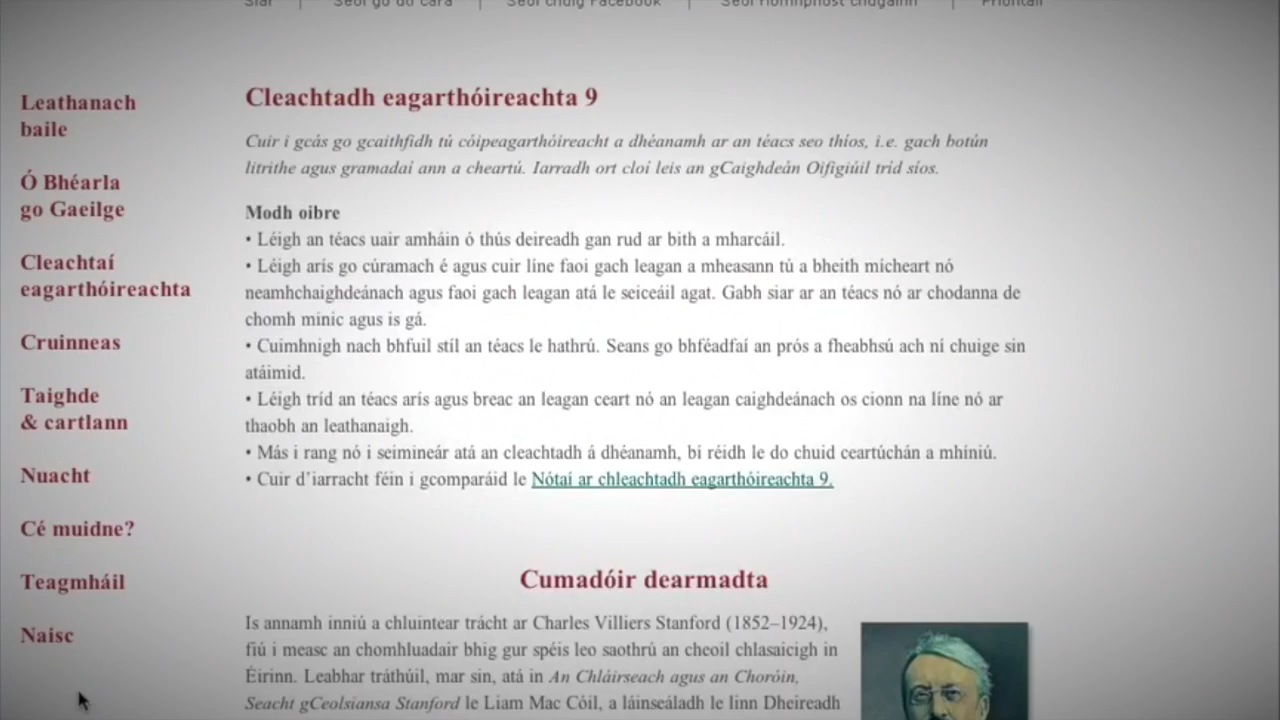 Siar | Seol go do cara | Seol chuig Facebook | Seol ríomhphost chugainn | Priontáil
Leathanach
baile
Ó Bhéarla
go Gaeilge
Cleachtaí
eagarthóireachta
Cruinneas
Taighde
& cartlann
Nuacht
Cé muidne?
Teagmháil
Naisc
Cleachtadh eagarthóireachta 9
Cuir i gcás go gcaithfidh tú cóipeagarthóireacht a dhéanamh ar an téacs seo thíos, i.e. gach botún
litrithe agus gramadaí ann a cheartú. Iarradh ort cloí leis an gCaighdeán Oifigiúil tríd síos.
Modh oibre
• Léigh an téacs uair amháin ó thús deireadh gan rud ar bith a mharcáil.
• Léigh arís go cúramach é agus cuir líne faoi gach leagan a mheasann tú a bheith mícheart nó
neamhchaighdeánach agus faoi gach leagan atá le seiceáil agat. Gabh siar ar an téacs nó ar chodanna de
chomh minic agus is gá.
• Cuimhnigh nach bhfuil stíl an téacs le hathrú. Seans go bhféadfaí an prós a fheabhsú ach ní chuige sin
atáimid.
• Léigh tríd an téacs arís agus breac an leagan ceart nó an leagan caighdeánach os cionn na líne nó ar
thaobh an leathanaigh.
• Más i rang nó i seimineár atá an cleachtadh á dhéanamh, bí réidh le do chuid ceartúchán a mhíniú.
• Cuir d'iarracht féin i gcomparáid le Nótaí ar chleachtadh eagarthóireachta 9.
Cumadóir dearmadta
Is annamh inniú a chluintear trácht ar Charles Villiers Stanford (1852–1924),
fiú i measc an chomhluadair bhig gur spéis leo saothrú an cheoil chlasaicigh in
Éirinn. Leabhar tráthúil, mar sin, atá in An Chláirseach agus an Choróin,
Seacht gCeolsiansa Stanford le Liam Mac Cóil, a láinseáladh le linn Dheireadh